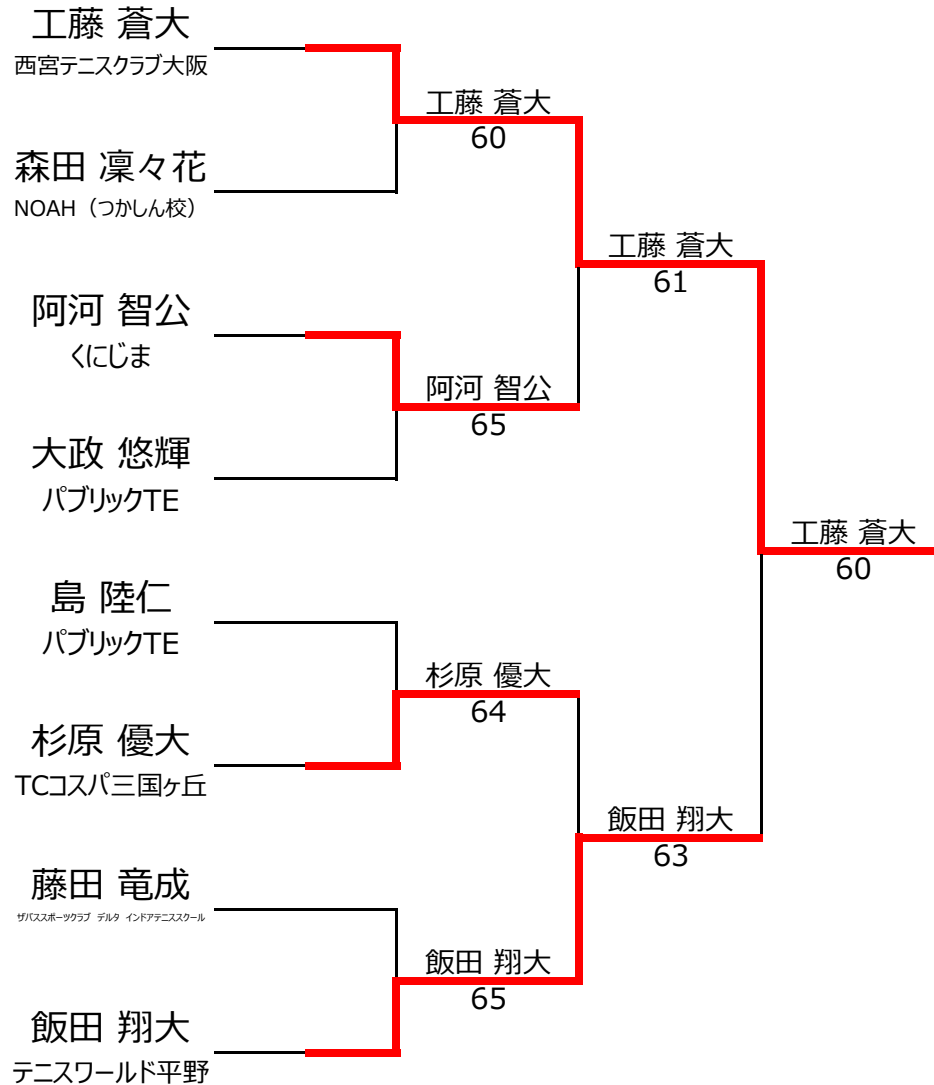 工藤 蒼大
西宮テニスクラブ大阪
森田 凜々花
NOAH（つかしん校）
阿河 智公
くにじま
大政 悠輝
パブリックTE
島 陸仁
パブリックTE
杉原 優大
TCコスパ三国ヶ丘
藤田 竜成
ザバススポーツクラブ デルタ インドアテニススクール
飯田 翔大
テニスワールド平野
工藤 蒼大
60
阿河 智公
65
杉原 優大
64
飯田 翔大
65
工藤 蒼大
61
飯田 翔大
63
工藤 蒼大
60